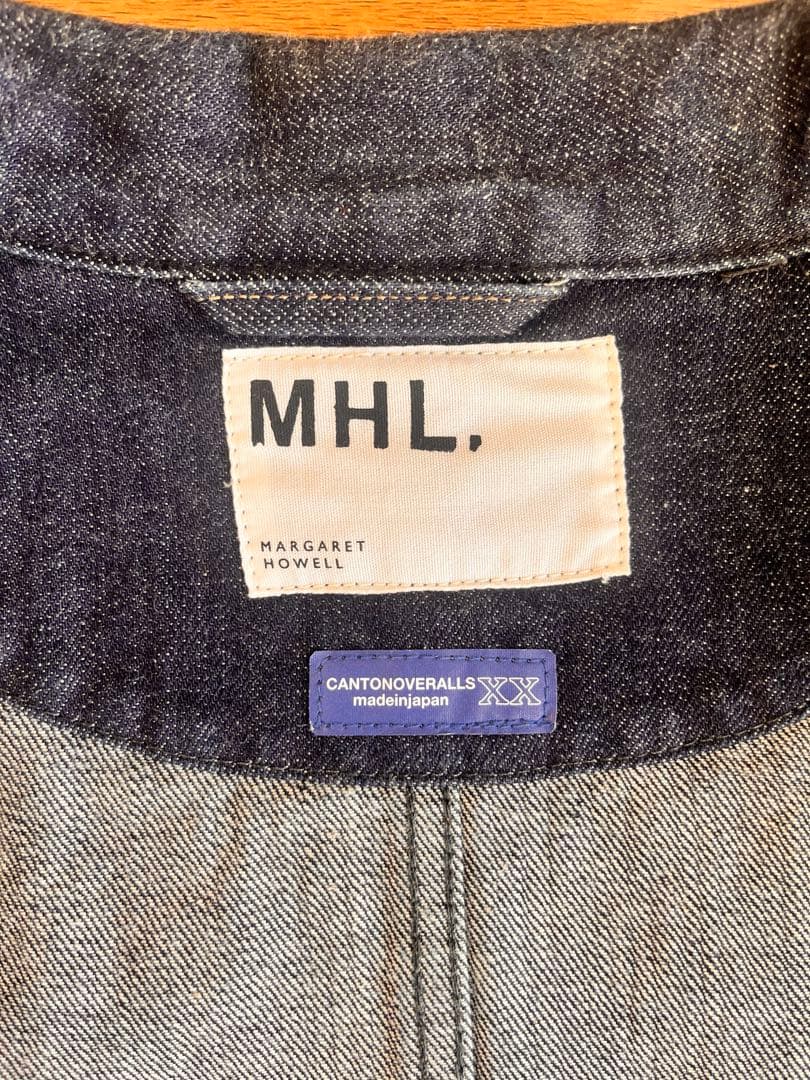 MHL.
MARGARET
HOWELL
CANTONOVERALLS XX
madeinjapan